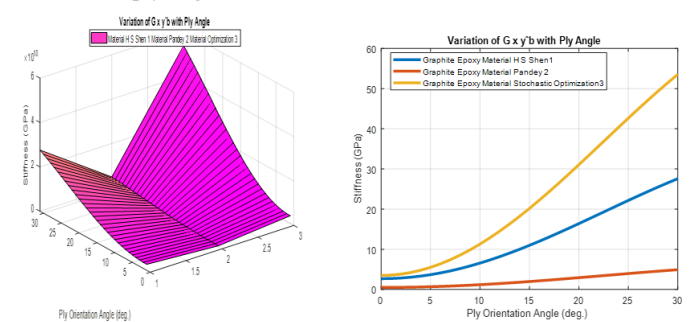 Variation of G x y^b with Ply Angle
Material H S Shen 1 Material Pandey 2 Material Optimization 3
×10^10
6
4
2
0
Stiffness (GPa)
30
25
20
15
10
5
0
1
1.5
2
2.5
3
Ply Orientation Angle (deg.)
Variation of G x y^b with Ply Angle
Graphite Epoxy Material H S Shen1
Graphite Epoxy Material Pandey 2
Graphite Epoxy Material Stochastic Optimization3
60
50
40
30
20
10
0
Stiffness (GPa)
0 5 10 15 20 25 30
Ply Orientation Angle (deg.)